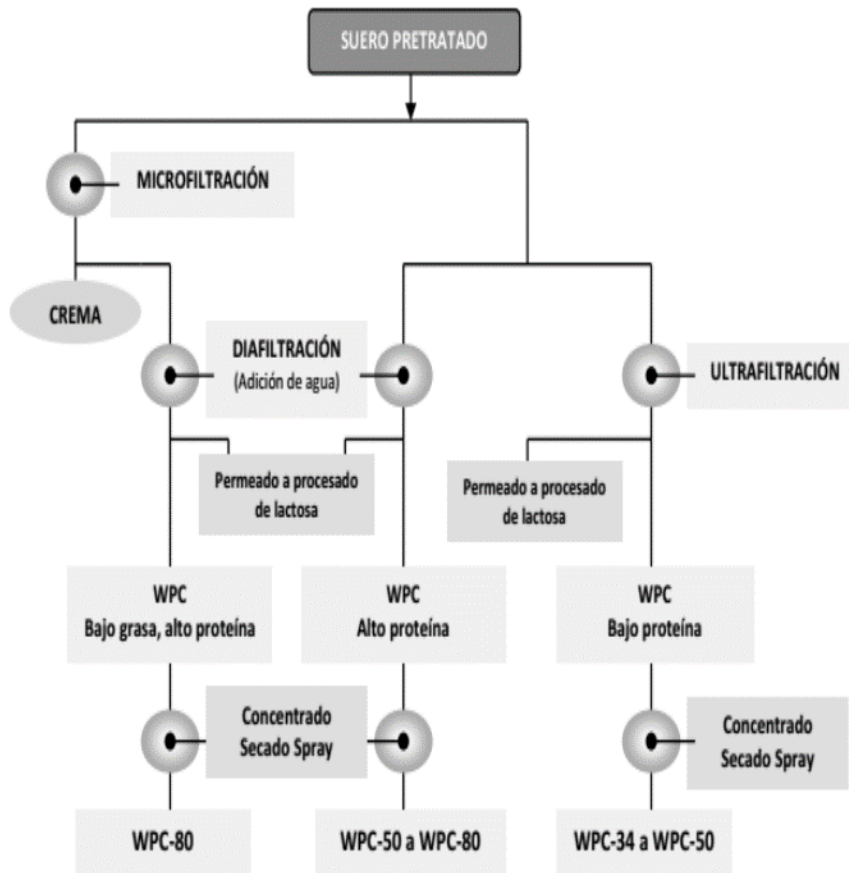 SUERO PRETRATADO
MICROFILTRACIÓN
CREMA
DIAFILTRACIÓN
(Adición de agua)
ULTRAFILTRACIÓN
Permeado a procesado
de lactosa
Permeado a procesado
de lactosa
WPC
Bajo grasa, alto proteína
WPC
Alto proteína
WPC
Bajo proteína
Concentrado
Secado Spray
Concentrado
Secado Spray
WPC-80
WPC-50 a WPC-80
WPC-34 a WPC-50